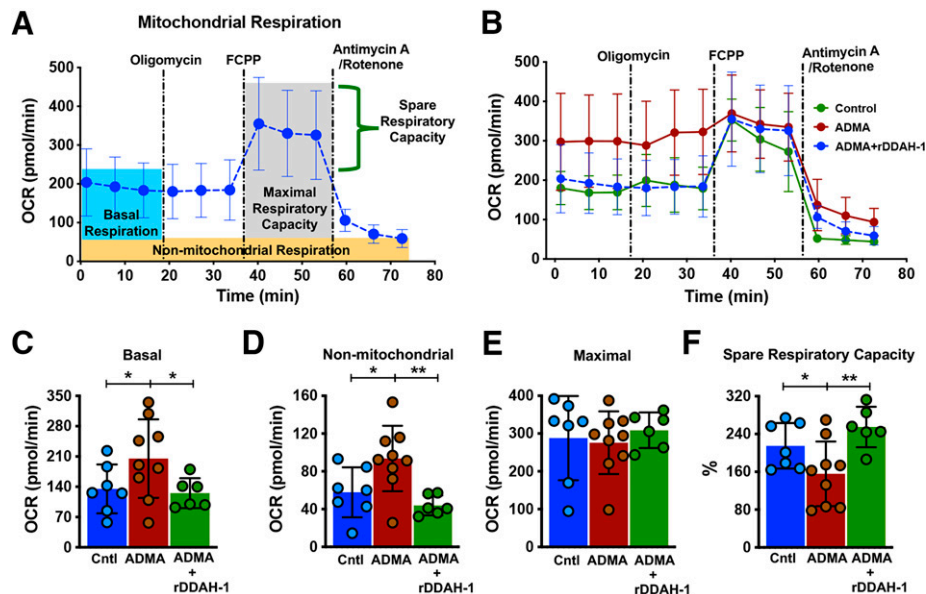 A
Mitochondrial Respiration
Oligomycin
FCPP
Antimycin A
/Rotenone
OCR (pmol/min)
500
400
300
200
100
0
Spare
Respiratory
Capacity
Basal
Respiration
Maximal
Respiratory
Capacity
Non-mitochondrial Respiration
0 10 20 30 40 50 60 70 80
Time (min)
B
Oligomycin
FCPP
Antimycin A
/Rotenone
OCR (pmol/min)
500
400
300
200
100
0
Control
ADMA
ADMA+rDDAH-1
0 10 20 30 40 50 60 70 80
Time (min)
C
Basal
* *
OCR (pmol/min)
350
280
210
140
70
0
Cntl ADMA ADMA
+
rDDAH-1
D
Non-mitochondrial
* **
OCR (pmol/min)
160
120
80
40
0
Cntl ADMA ADMA
+
rDDAH-1
E
Maximal
OCR (pmol/min)
500
400
300
200
100
0
Cntl ADMA ADMA
+
rDDAH-1
F
Spare Respiratory Capacity
* **
%
320
240
160
80
0
Cntl ADMA ADMA
+
rDDAH-1